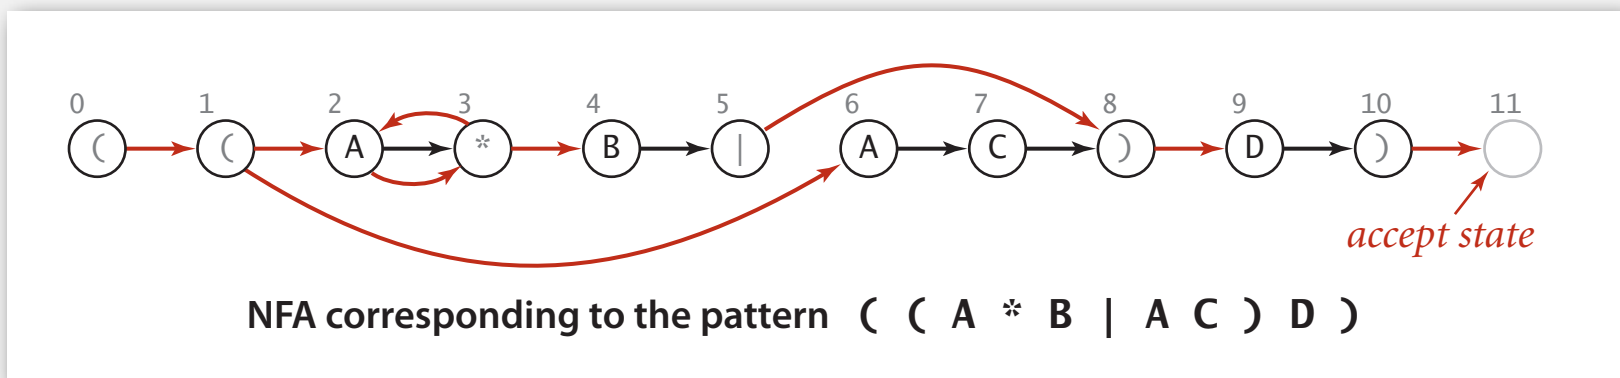 0 1 2 3 4 5 6 7 8 9 10 11
( ( A * B | A C ) D )
accept state
NFA corresponding to the pattern ( ( A * B | A C ) D )